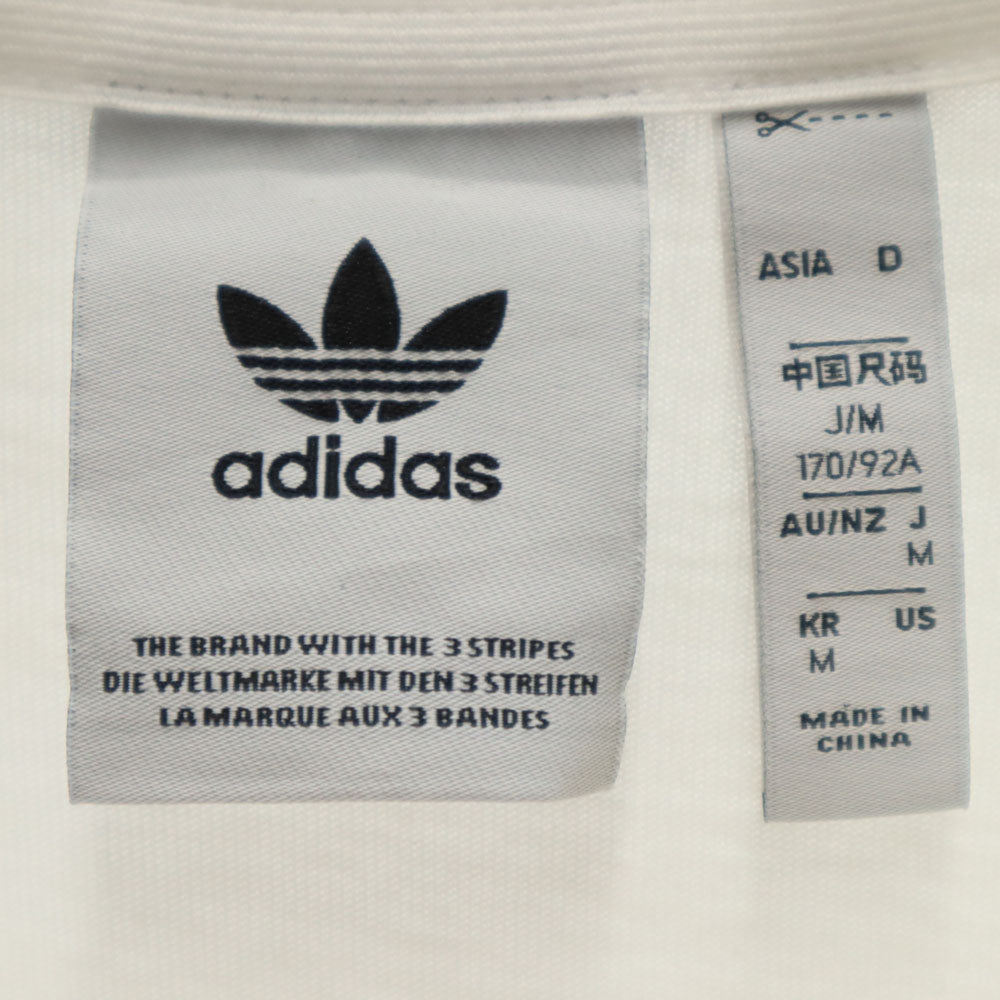 adidas
THE BRAND WITH THE 3 STRIPES
DIE WELTMARKE MIT DEN 3 STREIFEN
LA MARQUE AUX 3 BANDES
ASIA D
中国尺码
J/M
170/92A
AU/NZ J
M
KR US
M
MADE IN
CHINA